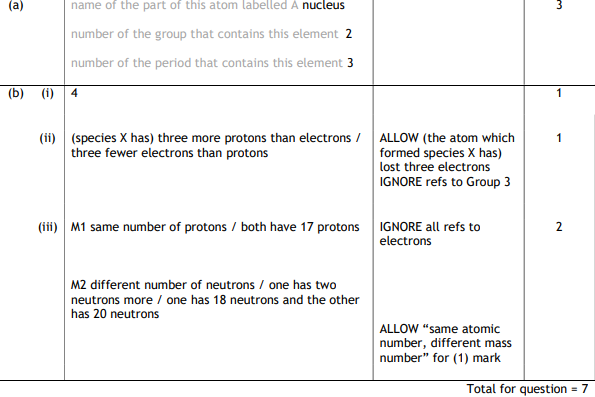 (a) name of the part of this atom labelled A nucleus 3
number of the group that contains this element 2
number of the period that contains this element 3
(b) (i) 4 1
(ii) (species X has) three more protons than electrons / ALLOW (the atom which 1
three fewer electrons than protons formed species X has)
lost three electrons
IGNORE refs to Group 3
(iii) M1 same number of protons / both have 17 protons IGNORE all refs to 2
electrons
M2 different number of neutrons / one has two
neutrons more / one has 18 neutrons and the other
has 20 neutrons
ALLOW “same atomic
number, different mass
number” for (1) mark
Total for question = 7